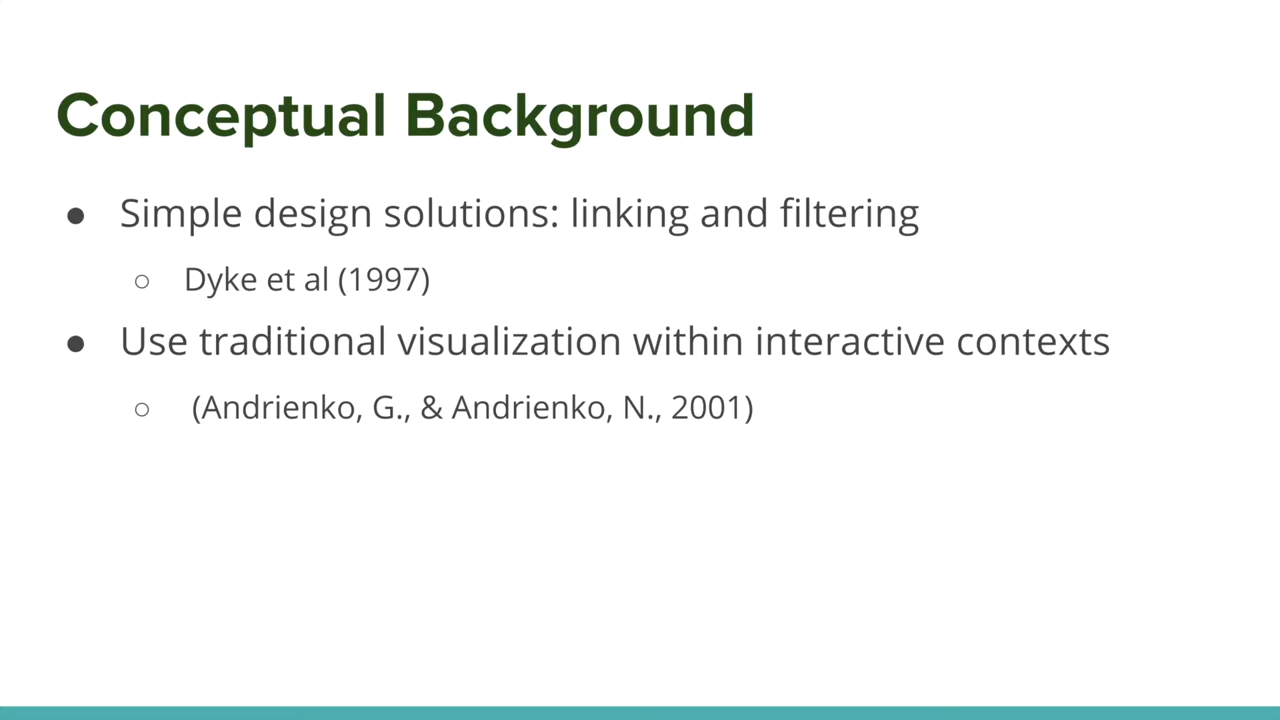 Conceptual Background
● Simple design solutions: linking and filtering
○ Dyke et al (1997)
● Use traditional visualization within interactive contexts
○ (Andrienko, G., & Andrienko, N., 2001)